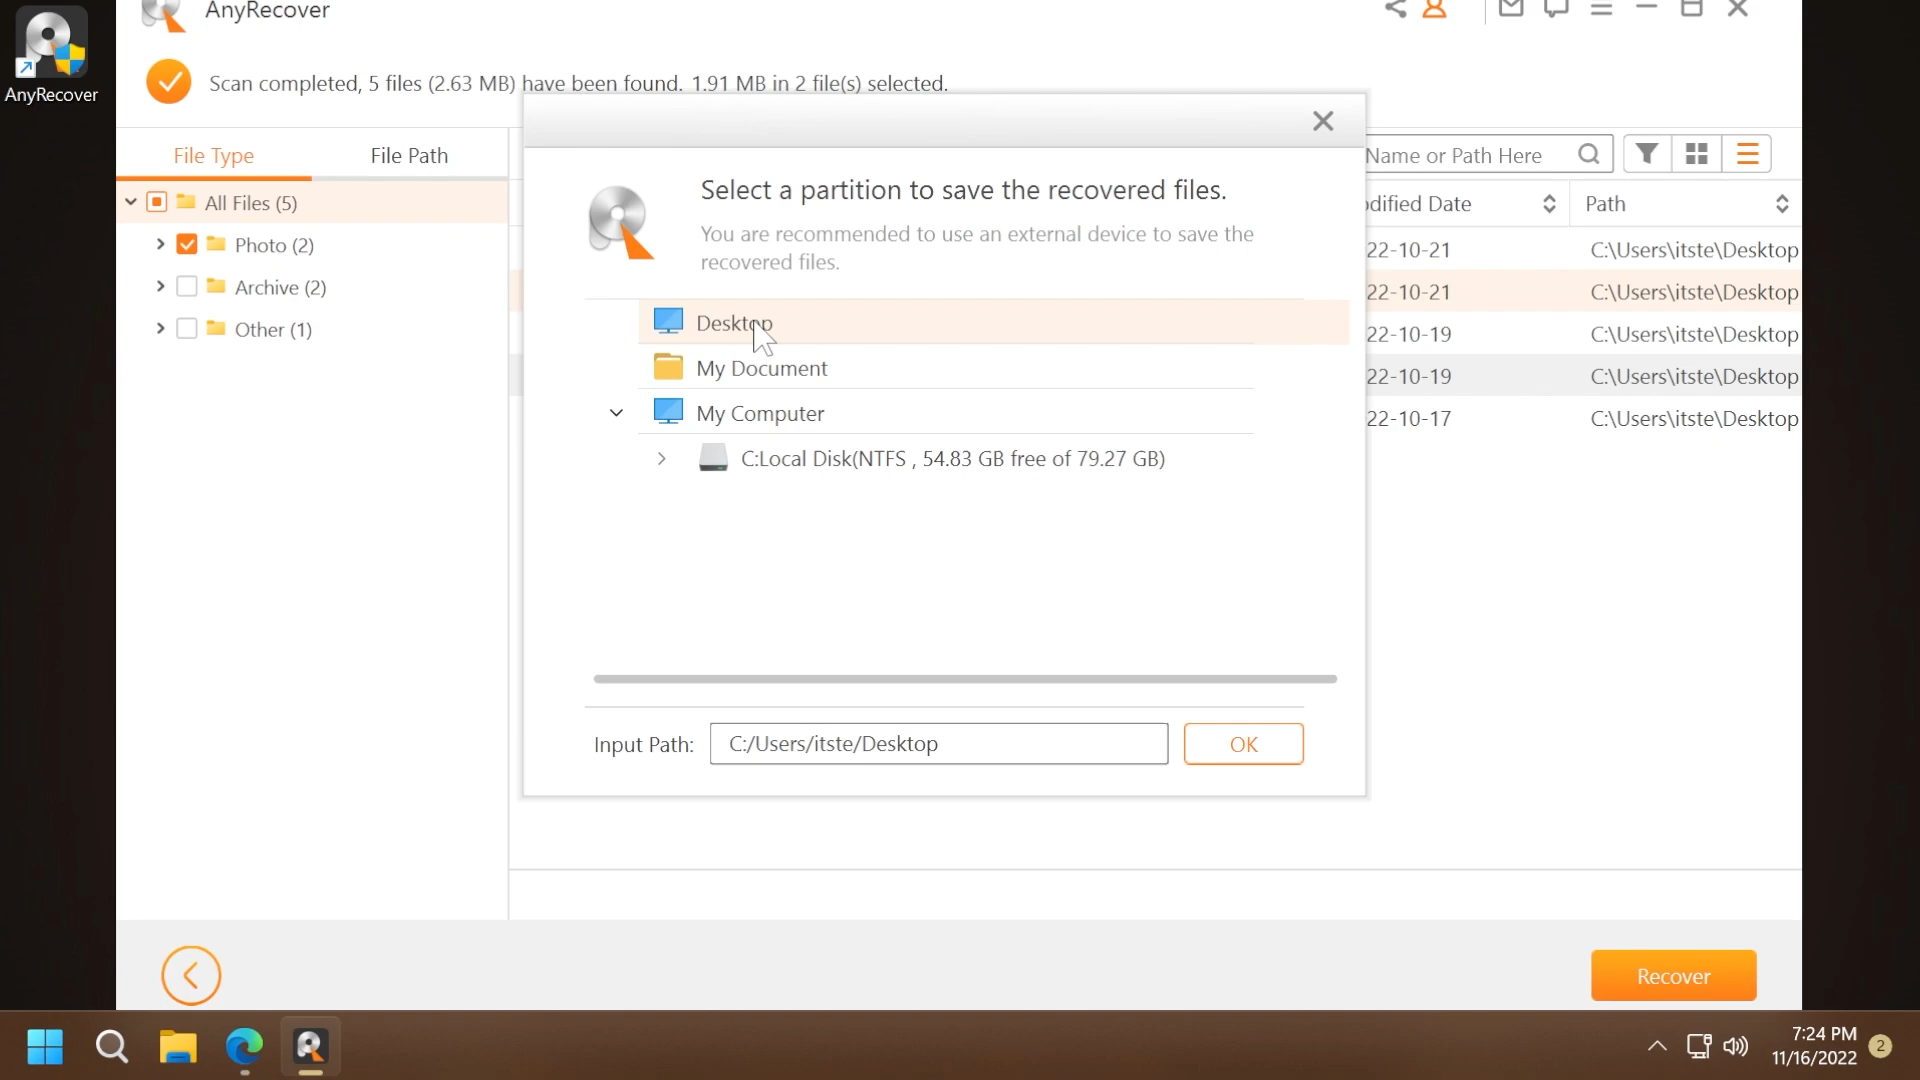 AnyRecover
AnyRecover
Scan completed, 5 files (2.63 MB) have been found. 1.91 MB in 2 file(s) selected.
File Type
File Path
All Files (5)
Photo (2)
Archive (2)
Other (1)
Select a partition to save the recovered files.
You are recommended to use an external device to save the
recovered files.
Desktop
My Document
My Computer
C:Local Disk(NTFS , 54.83 GB free of 79.27 GB)
Input Path:
C:/Users/itste/Desktop
OK
Name or Path Here
dified Date
Path
22-10-21
C:\Users\itste\Desktop
22-10-21
C:\Users\itste\Desktop
22-10-19
C:\Users\itste\Desktop
22-10-19
C:\Users\itste\Desktop
22-10-17
C:\Users\itste\Desktop
Recover
7:24 PM
11/16/2022
2